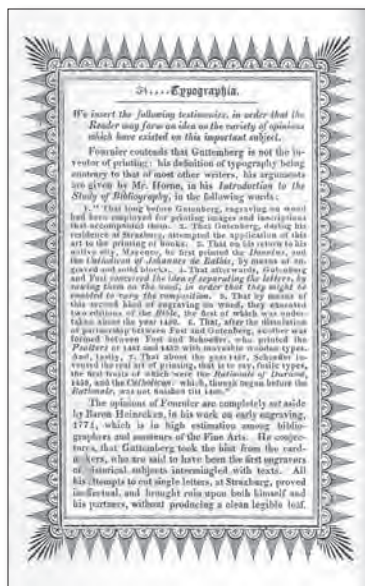 54....Typographia.
We insert the following testimonies, in order that the
Reader may form an idea on the variety of opinions
which have existed on this important subject.
Fournier contends that Guttemberg is not the in-
ventor of printing: his definition of typography being
contrary to that of most other writers, his arguments
are given by Mr. Horne, in his Introduction to the
Study of Bibliography, in the following words:
1. "That long before Gutenberg, engraving on wood
had been employed for printing images and inscriptions
that accompanied them. 2. That Gutenberg, during his
residence at Strasburg, attempted the application of this
art to the printing of books. 3. That on his return to his
native city, Mayence, he first printed the Donatus, and
the Catholicon of Johannes de Balbis, by means of en-
graved and solid blocks. 4. That afterwards, Gutenberg
and Fust conceived the idea of separating the letters, by
sawing them on the wood, in order that they might be
enabled to vary the composition. 5. That by means of
this second kind of engraving on wood, they executed
two editions of the Bible, the first of which was under-
taken about the year 1450. 6. That, after the dissolution
of partnership between Fust and Gutenberg, another was
formed between Fust and Schoeffer, who printed the
Psalters of 1457 and 1459 with moveable wooden types.
And, lastly, 7. That about the year 1457, Schoeffer in-
vented the real art of printing, that is to say, fusile types,
the first fruits of which were the Rationale of Durand,
1459, and the Catholicon which, though begun before the
Rationale, was not finished till 1460."
The opinions of Fournier are completely set aside
by Baron Heinecken, in his work on early engraving,
1771, which is in high estimation among biblio-
graphers and amateurs of the Fine Arts. He conjec-
tures, that Guttemberg took the hint from the card-
makers, who are said to have been the first engravers
of historical subjects intermingled with texts. All
his attempts to cut single letters, at Strazburg, proved
ineffectual, and brought ruin upon both himself and
his partners, without producing a clean legible leaf.